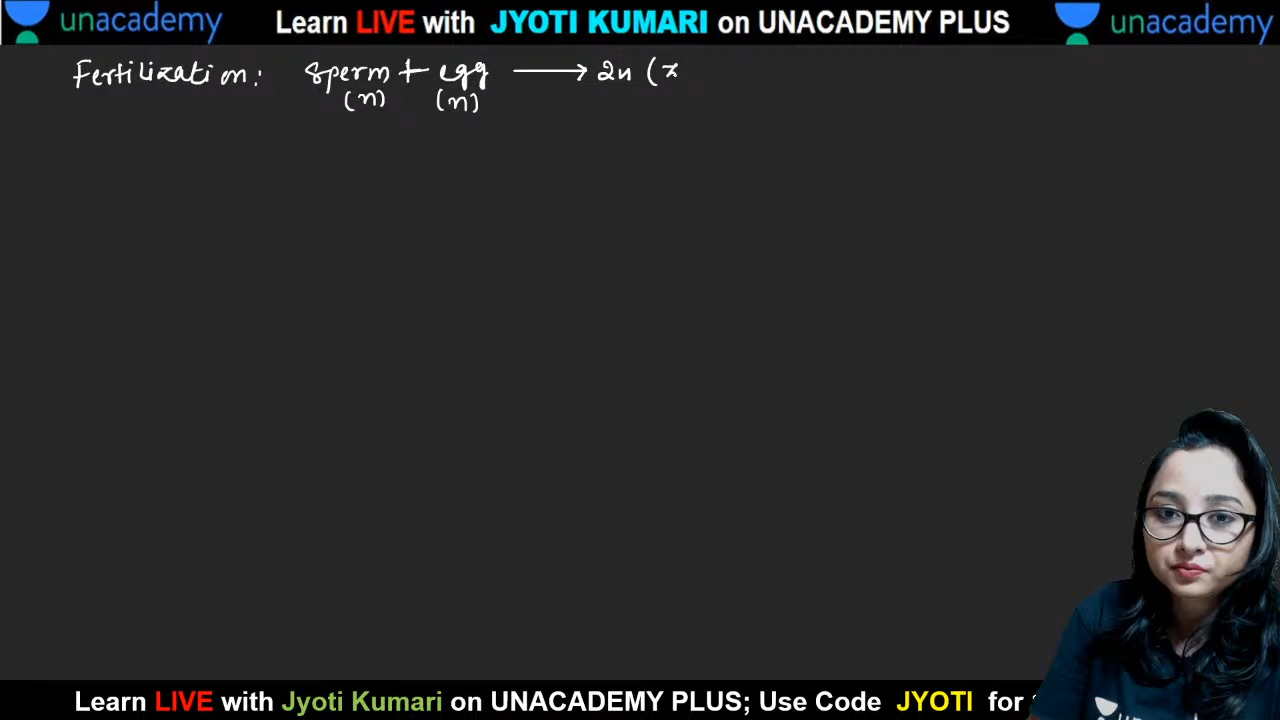 unacademy Learn LIVE with JYOTI KUMARI on UNACADEMY PLUS unacademy
Fertilization: sperm + egg ⟶ 2n (z
(n) (n)
Learn LIVE with Jyoti Kumari on UNACADEMY PLUS; Use Code JYOTI for